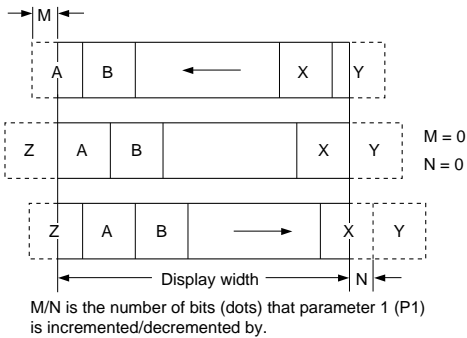 M
A B X Y
Z A B X Y
M = 0
N = 0
Z A B X Y
Display width N
M/N is the number of bits (dots) that parameter 1 (P1)
is incremented/decremented by.